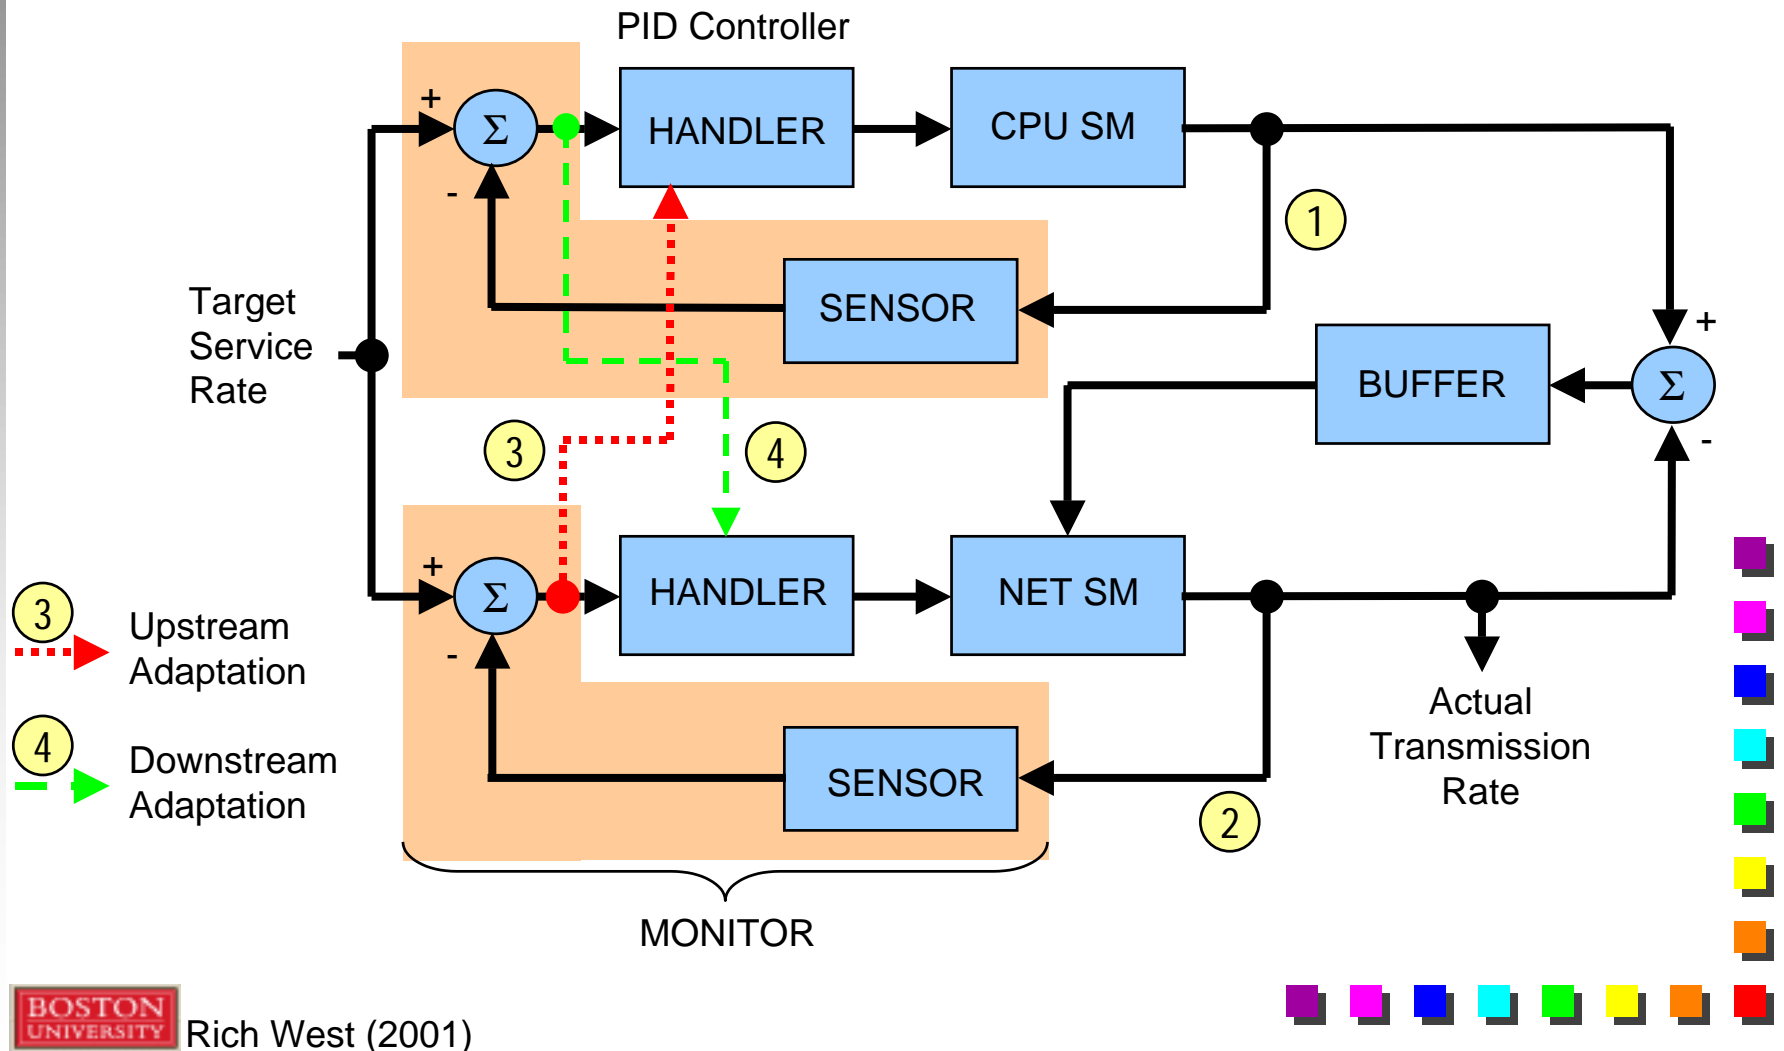 PID Controller
+
Σ
HANDLER
CPU SM
-
1
Target
Service
Rate
SENSOR
+
BUFFER
Σ
-
3
4
+
Σ
HANDLER
NET SM
-
3
Upstream
Adaptation
4
Downstream
Adaptation
SENSOR
2
Actual
Transmission
Rate
MONITOR
BOSTON
UNIVERSITY
Rich West (2001)